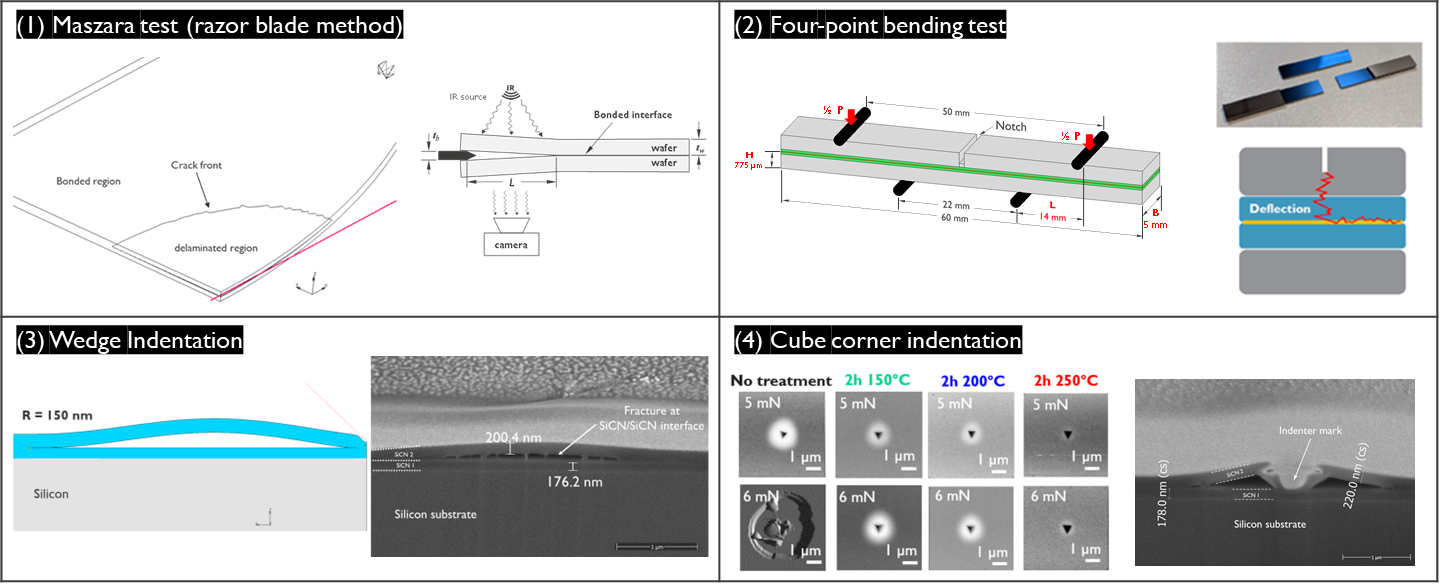 (1) Maszara test (razor blade method)
IR source
IR
Bonded interface
t_b
wafer
t_w
wafer
L
camera
Crack front
Bonded region
delaminated region
(2) Four-point bending test
½ P
50 mm
Notch
½ P
H
775 µm
22 mm
60 mm
L
14 mm
B
5 mm
Deflection
(3) Wedge Indentation
R = 150 nm
Silicon
Fracture at
SiCN/SiCN interface
200.4 nm
SiCN 2
SiCN 1
176.2 nm
Silicon substrate
1 µm
(4) Cube corner indentation
No treatment 2h 150°C 2h 200°C 2h 250°C
5 mN 5 mN 5 mN 5 mN
1 µm 1 µm 1 µm 1 µm
6 mN 6 mN 6 mN 6 mN
1 µm 1 µm 1 µm 1 µm
Indenter mark
SiCN 2
SiCN 1
178.0 nm (cs)
220.0 nm (cs)
Silicon substrate
1 µm